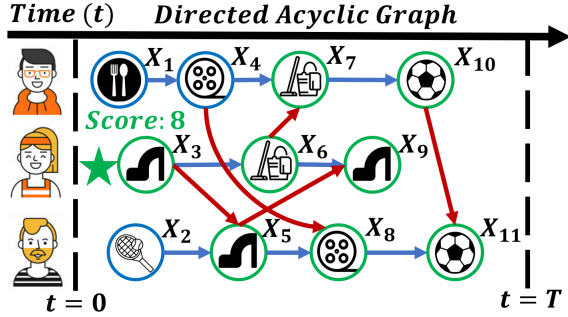 Time (t) Directed Acyclic Graph
X₁ X₄ X₇ X₁₀
Score: 8
X₃ X₆ X₉
X₂ X₅ X₈ X₁₁
t = 0 t = T